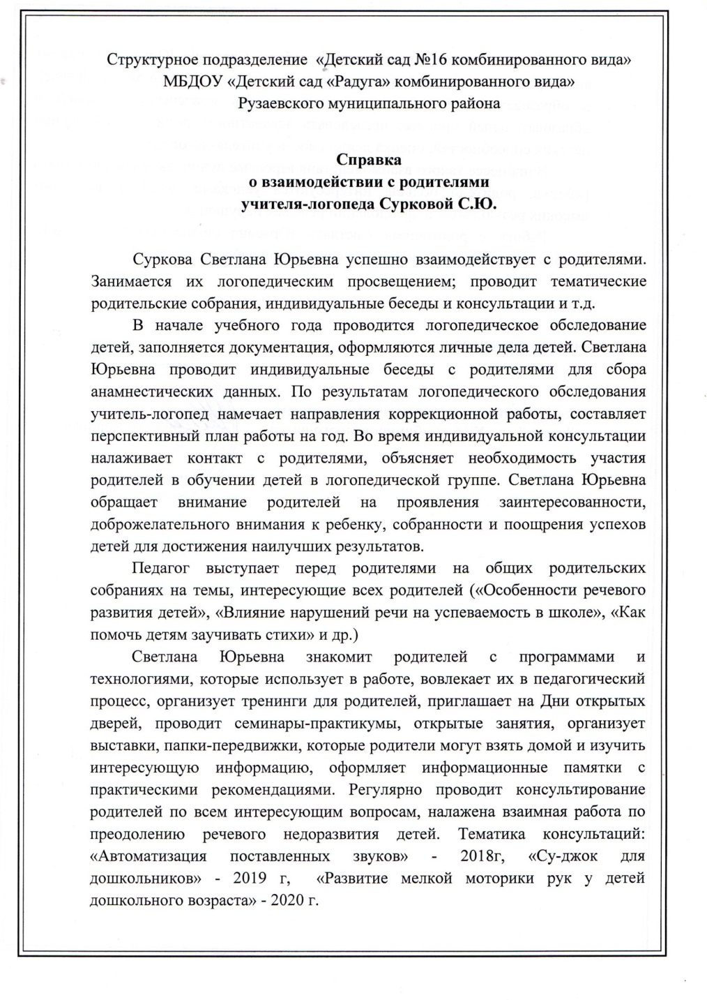 Структурное подразделение «Детский сад №16 комбинированного вида»
МБДОУ «Детский сад «Радуга» комбинированного вида»
Рузаевского муниципального района
Справка
о взаимодействии с родителями
учителя-логопеда Сурковой С.Ю.
Суркова Светлана Юрьевна успешно взаимодействует с родителями.
Занимается их логопедическим просвещением; проводит тематические
родительские собрания, индивидуальные беседы и консультации и т.д.
В начале учебного года проводится логопедическое обследование
детей, заполняется документация, оформляются личные дела детей. Светлана
Юрьевна проводит индивидуальные беседы с родителями для сбора
анамнестических данных. По результатам логопедического обследования
учитель-логопед намечает направления коррекционной работы, составляет
перспективный план работы на год. Во время индивидуальной консультации
налаживает контакт с родителями, объясняет необходимость участия
родителей в обучении детей в логопедической группе. Светлана Юрьевна
обращает внимание родителей на проявления заинтересованности,
доброжелательного внимания к ребенку, собранности и поощрения успехов
детей для достижения наилучших результатов.
Педагог выступает перед родителями на общих родительских
собраниях на темы, интересующие всех родителей («Особенности речевого
развития детей», «Влияние нарушений речи на успеваемость в школе», «Как
помочь детям заучивать стихи» и др.)
Светлана Юрьевна знакомит родителей с программами и
технологиями, которые использует в работе, вовлекает их в педагогический
процесс, организует тренинги для родителей, приглашает на Дни открытых
дверей, проводит семинары-практикумы, открытые занятия, организует
выставки, папки-передвижки, которые родители могут взять домой и изучить
интересующую информацию, оформляет информационные памятки с
практическими рекомендациями. Регулярно проводит консультирование
родителей по всем интересующим вопросам, налажена взаимная работа по
преодолению речевого недоразвития детей. Тематика консультаций:
«Автоматизация поставленных звуков» - 2018г, «Су-джок для
дошкольников» - 2019 г, «Развитие мелкой моторики рук у детей
дошкольного возраста» - 2020 г.